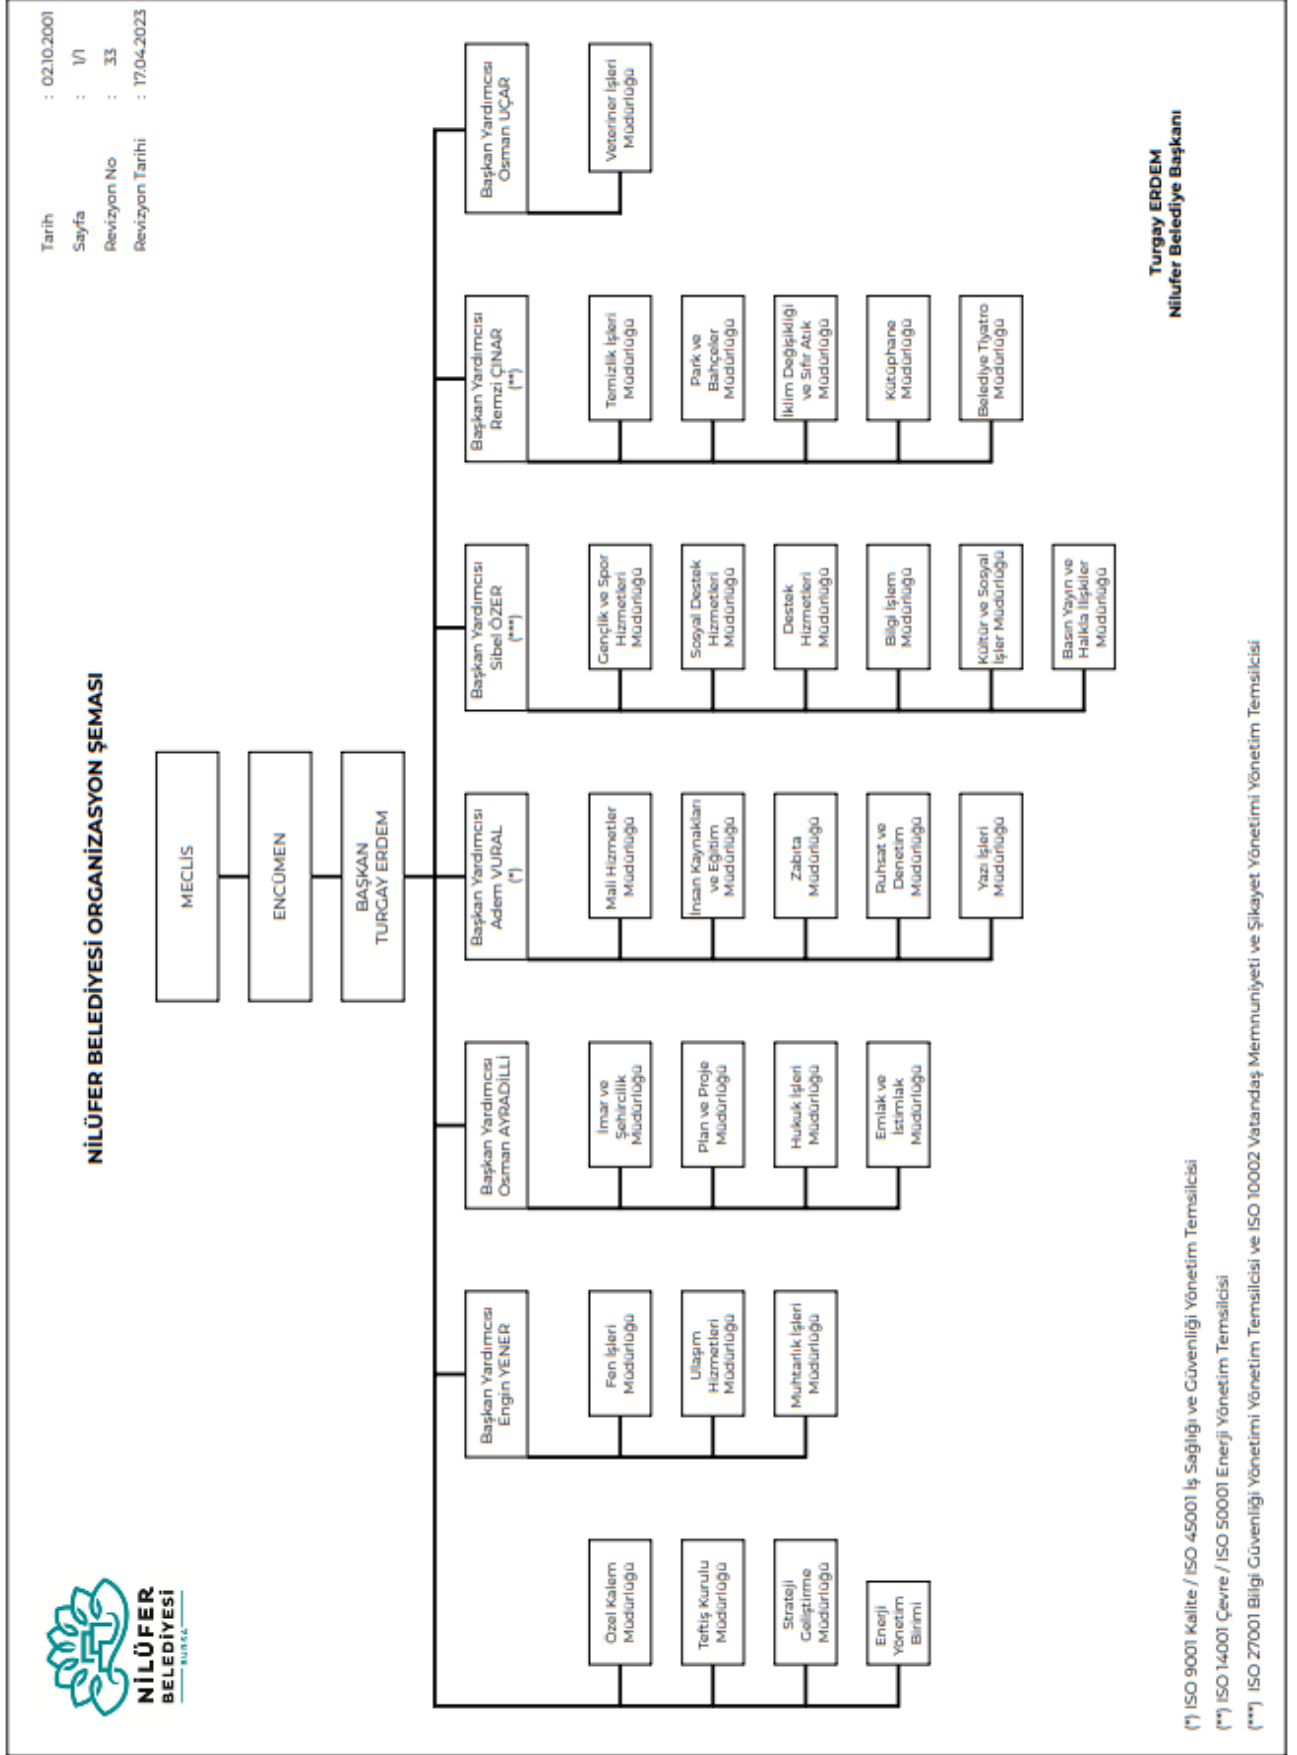 NİLÜFER
BELEDİYESİ
BURSA
NİLÜFER BELEDİYESİ ORGANİZASYON ŞEMASI
Tarih : 02.10.2001
Sayfa : 1/1
Revizyon No : 33
Revizyon Tarihi : 17.04.2023
MECLİS
ENCÜMEN
BAŞKAN
TURGAY ERDEM
Özel Kalem
Müdürlüğü
Teftiş Kurulu
Müdürlüğü
Strateji
Geliştirme
Müdürlüğü
Enerji
Yönetim
Birimi
Başkan Yardımcısı
Engin YENER
Fen İşleri
Müdürlüğü
Ulaşım
Hizmetleri
Müdürlüğü
Muhtarlık İşleri
Müdürlüğü
Başkan Yardımcısı
Osman AYRADİLLİ
İmar ve
Şehircilik
Müdürlüğü
Plan ve Proje
Müdürlüğü
Hukuk İşleri
Müdürlüğü
Emlak ve
İstimlak
Müdürlüğü
Başkan Yardımcısı
Adem VURAL
(*)
Mali Hizmetler
Müdürlüğü
İnsan Kaynakları
ve Eğitim
Müdürlüğü
Zabıta
Müdürlüğü
Ruhsat ve
Denetim
Müdürlüğü
Yazı İşleri
Müdürlüğü
Başkan Yardımcısı
Sibel ÖZER
(***)
Gençlik ve Spor
Hizmetleri
Müdürlüğü
Sosyal Destek
Hizmetleri
Müdürlüğü
Destek
Hizmetleri
Müdürlüğü
Bilgi İşlem
Müdürlüğü
Kültür ve Sosyal
İşler Müdürlüğü
Basın Yayın ve
Halkla İlişkiler
Müdürlüğü
Başkan Yardımcısı
Remzi ÇINAR
(**)
Temizlik İşleri
Müdürlüğü
Park ve
Bahçeler
Müdürlüğü
İklim Değişikliği
ve Sıfır Atık
Müdürlüğü
Kütüphane
Müdürlüğü
Belediye Tiyatro
Müdürlüğü
Başkan Yardımcısı
Osman UÇAR
Veteriner İşleri
Müdürlüğü
Turgay ERDEM
Nilüfer Belediye Başkanı
(*) ISO 9001 Kalite / ISO 45001 İş Sağlığı ve Güvenliği Yönetim Temsilcisi
(**) ISO 14001 Çevre / ISO 50001 Enerji Yönetim Temsilcisi
(***) ISO 27001 Bilgi Güvenliği Yönetimi Yönetim Temsilcisi ve ISO 10002 Vatandaş Memnuniyeti ve Şikayet Yönetimi Yönetim Temsilcisi